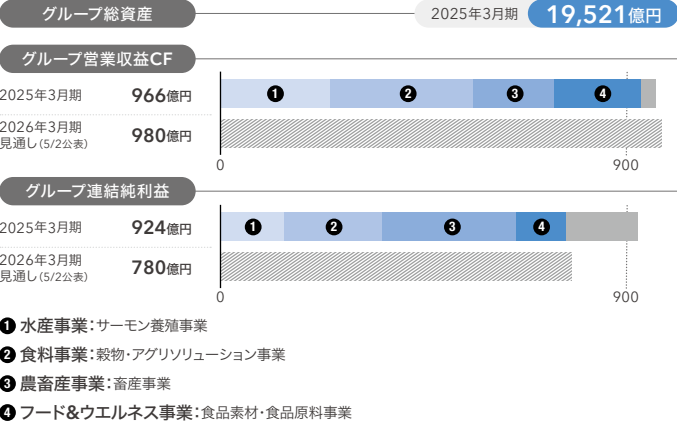 グループ総資産
2025年3月期 19,521億円
グループ営業収益CF
2025年3月期 966億円
❶ ❷ ❸ ❹
2026年3月期
見通し(5/2公表) 980億円
0 900
グループ連結純利益
2025年3月期 924億円
❶ ❷ ❸ ❹
2026年3月期
見通し(5/2公表) 780億円
0 900
❶ 水産事業：サーモン養殖事業
❷ 食料事業：穀物・アグリソリューション事業
❸ 農畜産事業：畜産事業
❹ フード&ウエルネス事業：食品素材・食品原料事業